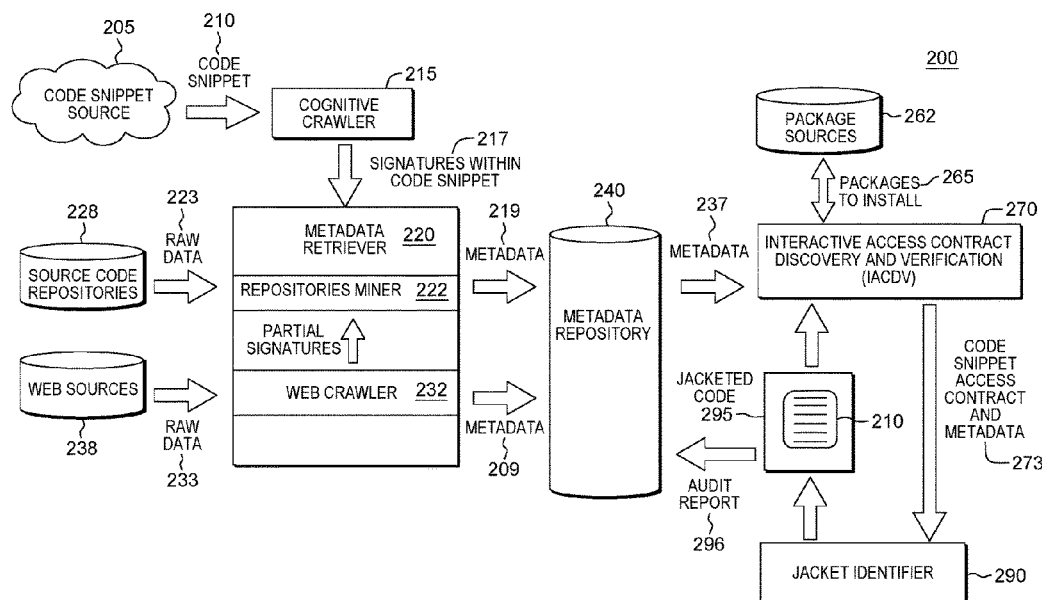 205
210
CODE
SNIPPET
CODE SNIPPET
SOURCE
215
COGNITIVE
CRAWLER
200
PACKAGE
SOURCES
262
217
SIGNATURES WITHIN
CODE SNIPPET
PACKAGES
TO INSTALL
265
228
223
RAW
DATA
SOURCE CODE
REPOSITORIES
METADATA
RETRIEVER
220
REPOSITORIES MINER
222
PARTIAL
SIGNATURES
WEB CRAWLER
232
219
METADATA
240
METADATA
REPOSITORY
237
METADATA
270
INTERACTIVE ACCESS CONTRACT
DISCOVERY AND VERIFICATION
(IACDV)
WEB SOURCES
238
RAW
DATA
233
METADATA
209
JACKETED
CODE
295
210
CODE
SNIPPET
ACCESS
CONTRACT
AND
METADATA
273
AUDIT
REPORT
296
JACKET IDENTIFIER
290